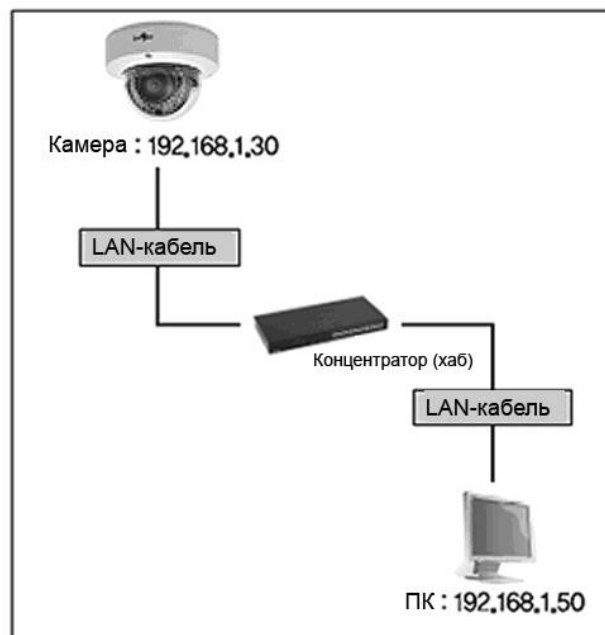 Камера : 192.168.1.30
LAN-кабель
Концентратор (хаб)
LAN-кабель
ПК : 192.168.1.50